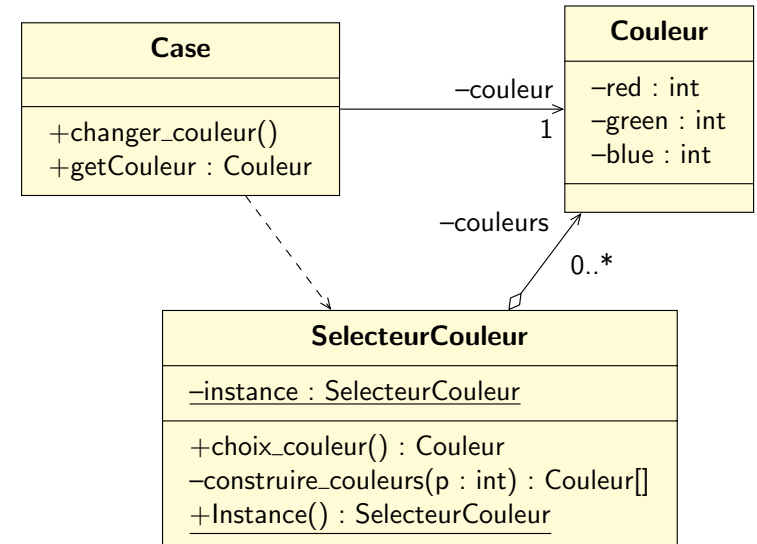 Case
+changer_couleur()
+getCouleur : Couleur
–couleur
1
Couleur
–red : int
–green : int
–blue : int
–couleurs
0..*
SelecteurCouleur
–instance : SelecteurCouleur
+choix_couleur() : Couleur
–construire_couleurs(p : int) : Couleur[]
+Instance() : SelecteurCouleur